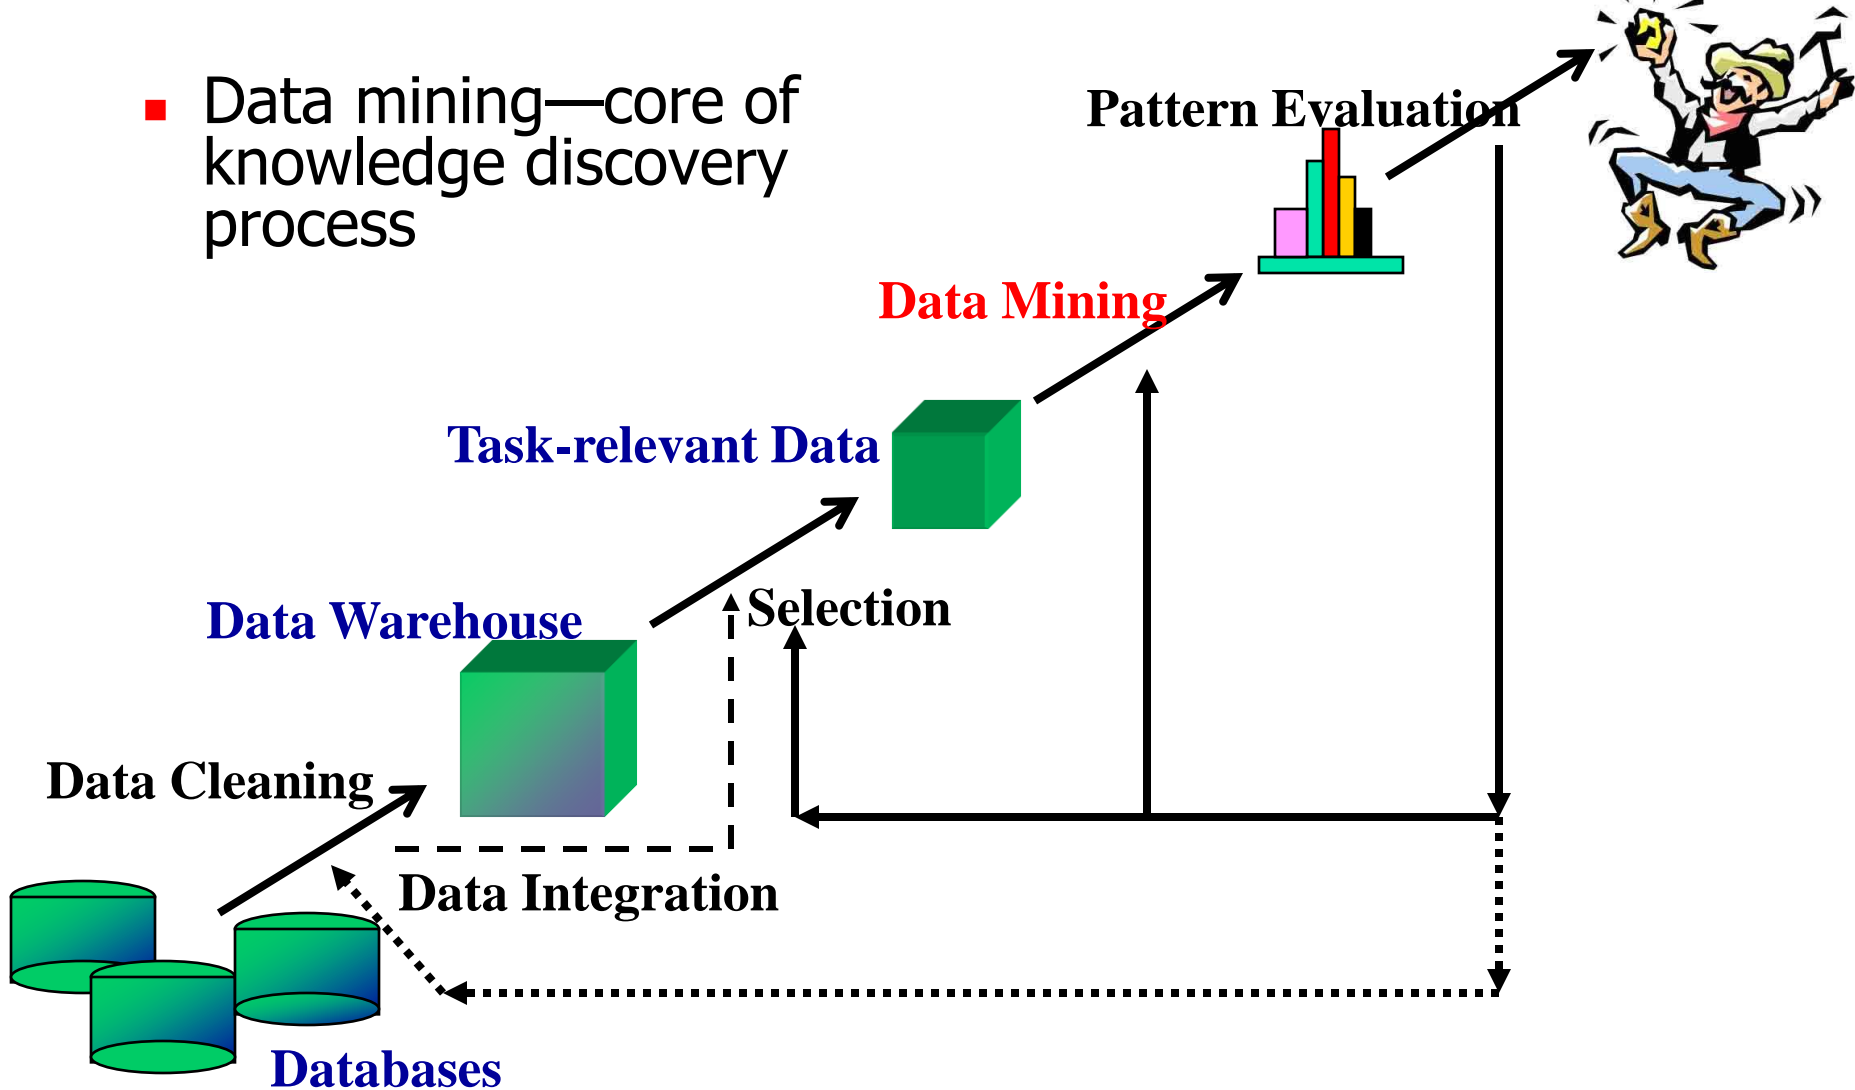 Data mining—core of
knowledge discovery
process
Pattern Evaluation
Data Mining
Task-relevant Data
Selection
Data Warehouse
Data Cleaning
Data Integration
Databases